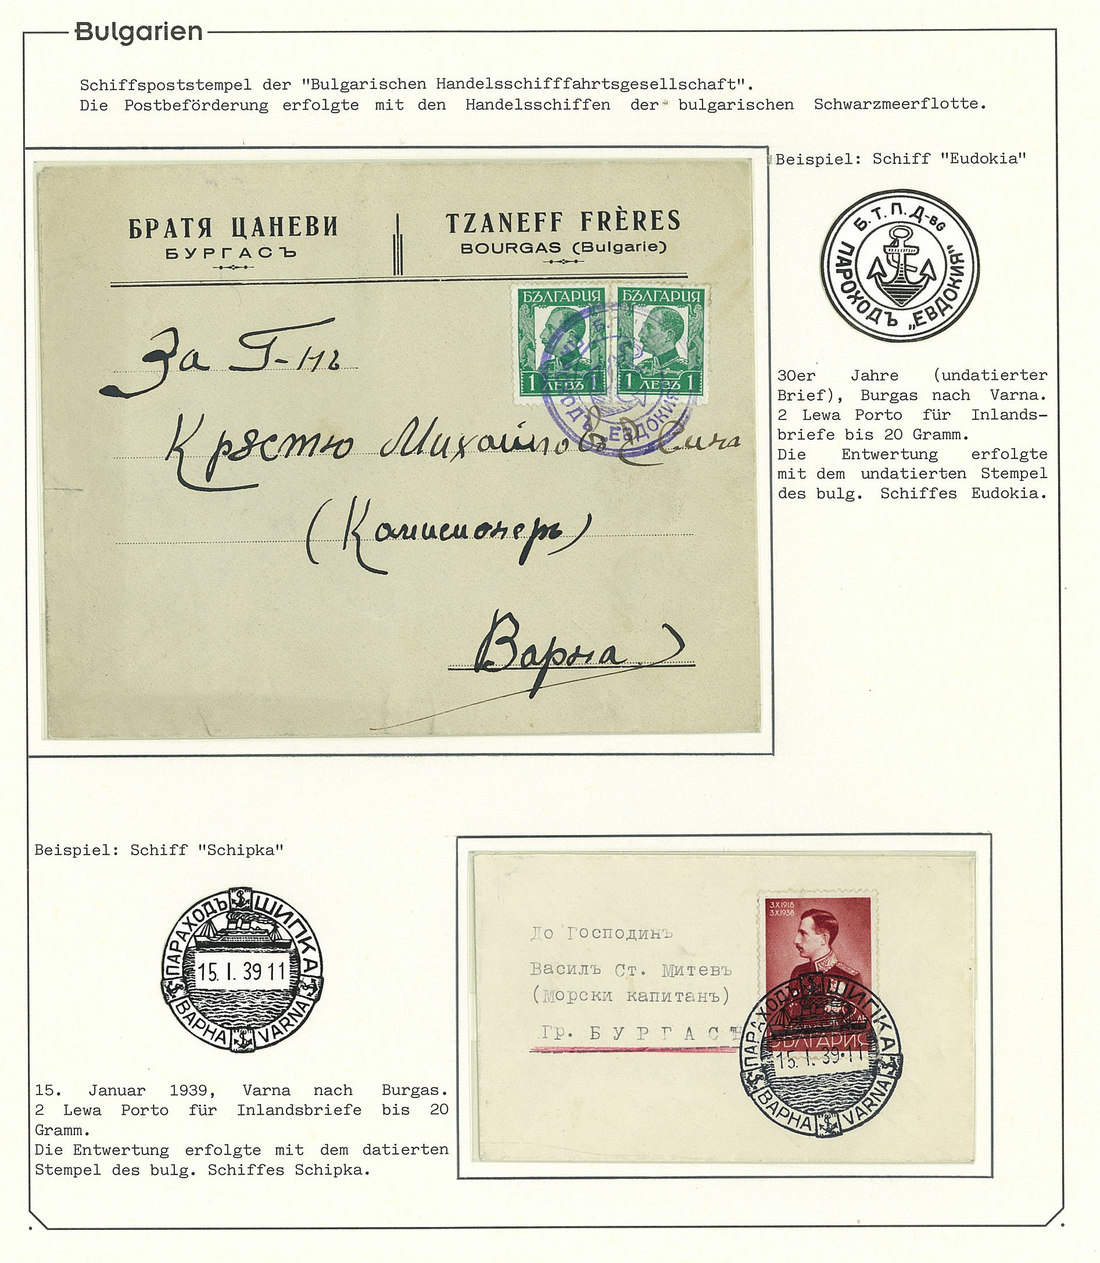 Bulgarien
Schiffspoststempel der "Bulgarischen Handelsschifffahrtsgesellschaft".
Die Postbeförderung erfolgte mit den Handelsschiffen der bulgarischen Schwarzmeerflotte.
Beispiel: Schiff "Eudokia"
Б.Т.П.Д-во
ПАРОХОДЪ „ЕВДОКИЯ"
30er Jahre (undatierter
Brief), Burgas nach Varna.
2 Lewa Porto für Inlands-
briefe bis 20 Gramm.
Die Entwertung erfolgte
mit dem undatierten Stempel
des bulg. Schiffes Eudokia.
БРАТЯ ЦАНЕВИ
БУРГАСЪ
TZANEFF FRÈRES
BOURGAS (Bulgarie)
БЪЛГАРИЯ БЪЛГАРИЯ
1 ЛЕВЪ 1 1 ЛЕВЪ 1
ЕВДОКИЯ
За Г-нъ
Кръстю Михайловъ
(Камисионеръ)
Варна
Beispiel: Schiff "Schipka"
ПАРАХОДЪ ШИПКА
15. I. 39 11
ВАРНА VARNA
15. Januar 1939, Varna nach Burgas.
2 Lewa Porto für Inlandsbriefe bis 20
Gramm.
Die Entwertung erfolgte mit dem datierten
Stempel des bulg. Schiffes Schipka.
До Господинъ
Василъ Ст. Митевъ
(Морски капитанъ)
Гр. БУРГАСЪ
3.X.1918
3.X.1938
БЪЛГАРИЯ
ПАРАХОДЪ ШИПКА
15. I. 39 11
ВАРНА VARNA